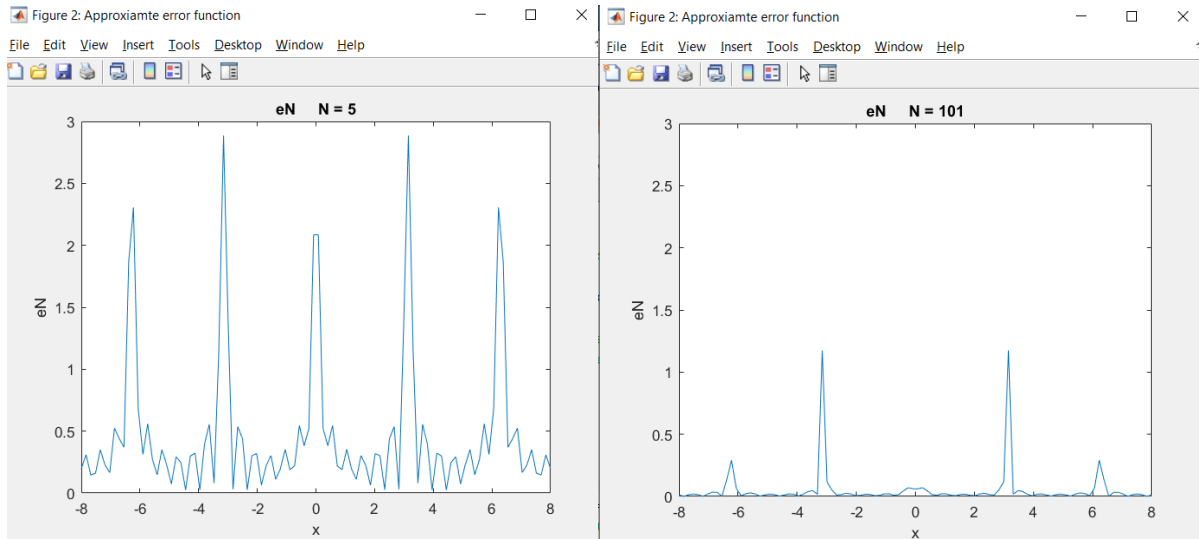 Figure 2: Approxiamte error function
File Edit View Insert Tools Desktop Window Help
eN N = 5
3
2.5
2
1.5
1
0.5
0
eN
-8 -6 -4 -2 0 2 4 6 8
x
Figure 2: Approxiamte error function
File Edit View Insert Tools Desktop Window Help
eN N = 101
3
2.5
2
1.5
1
0.5
0
eN
-8 -6 -4 -2 0 2 4 6 8
x